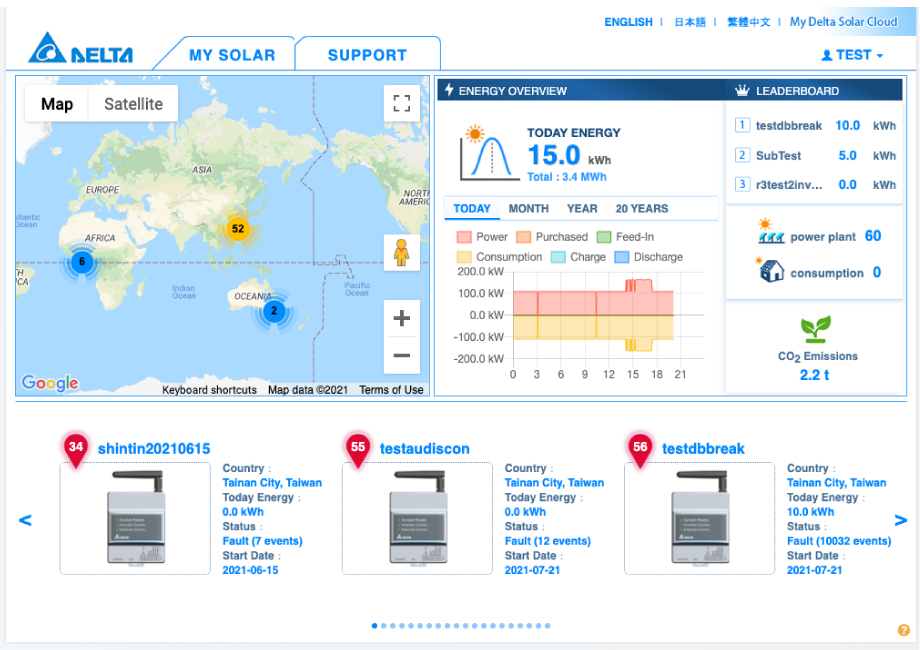 ENGLISH | 日本語 | 繁體中文 | My Delta Solar Cloud
DELTA
MY SOLAR
SUPPORT
TEST
Map
Satellite
ASIA
EUROPE
NORTH
AMERIC
AFRICA
Indian
Ocean
OCEANIA
Pacific
Ocean
52
6
2
Google
Keyboard shortcuts Map data ©2021 Terms of Use
ENERGY OVERVIEW
TODAY ENERGY
15.0 kWh
Total : 3.4 MWh
TODAY MONTH YEAR 20 YEARS
Power Purchased Feed-In
Consumption Charge Discharge
200.0 kW
100.0 kW
0.0 kW
-100.0 kW
-200.0 kW
0 3 6 9 12 15 18 21
LEADERBOARD
1 testdbbreak 10.0 kWh
2 SubTest 5.0 kWh
3 r3test2inv... 0.0 kWh
power plant 60
consumption 0
CO2 Emissions
2.2 t
34 shintin20210615
Country :
Tainan City, Taiwan
Today Energy :
0.0 kWh
Status :
Fault (7 events)
Start Date :
2021-06-15
55 testaudiscon
Country :
Tainan City, Taiwan
Today Energy :
0.0 kWh
Status :
Fault (12 events)
Start Date :
2021-07-21
56 testdbbreak
Country :
Tainan City, Taiwan
Today Energy :
10.0 kWh
Status :
Fault (10032 events)
Start Date :
2021-07-21